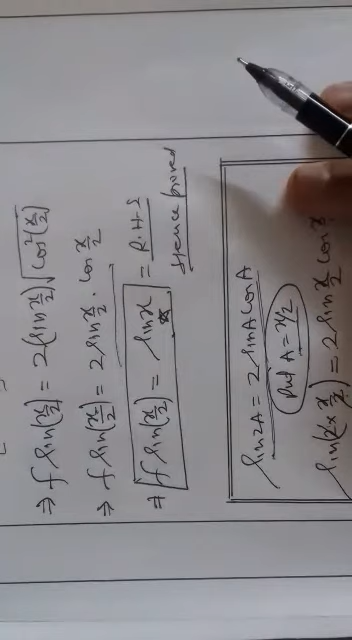 ⇒ f sin(x/2) = 2(sin x/2) √cos²(x/2)
⇒ f sin(x/2) = 2 sin x/2 · cos x/2
⇒ f sin(x/2) = sin x = R.H.S
Hence proved
sin 2A = 2 sin A cos A
Put A = x/2
sin(2 × x/2) = 2 sin x/2 cos x